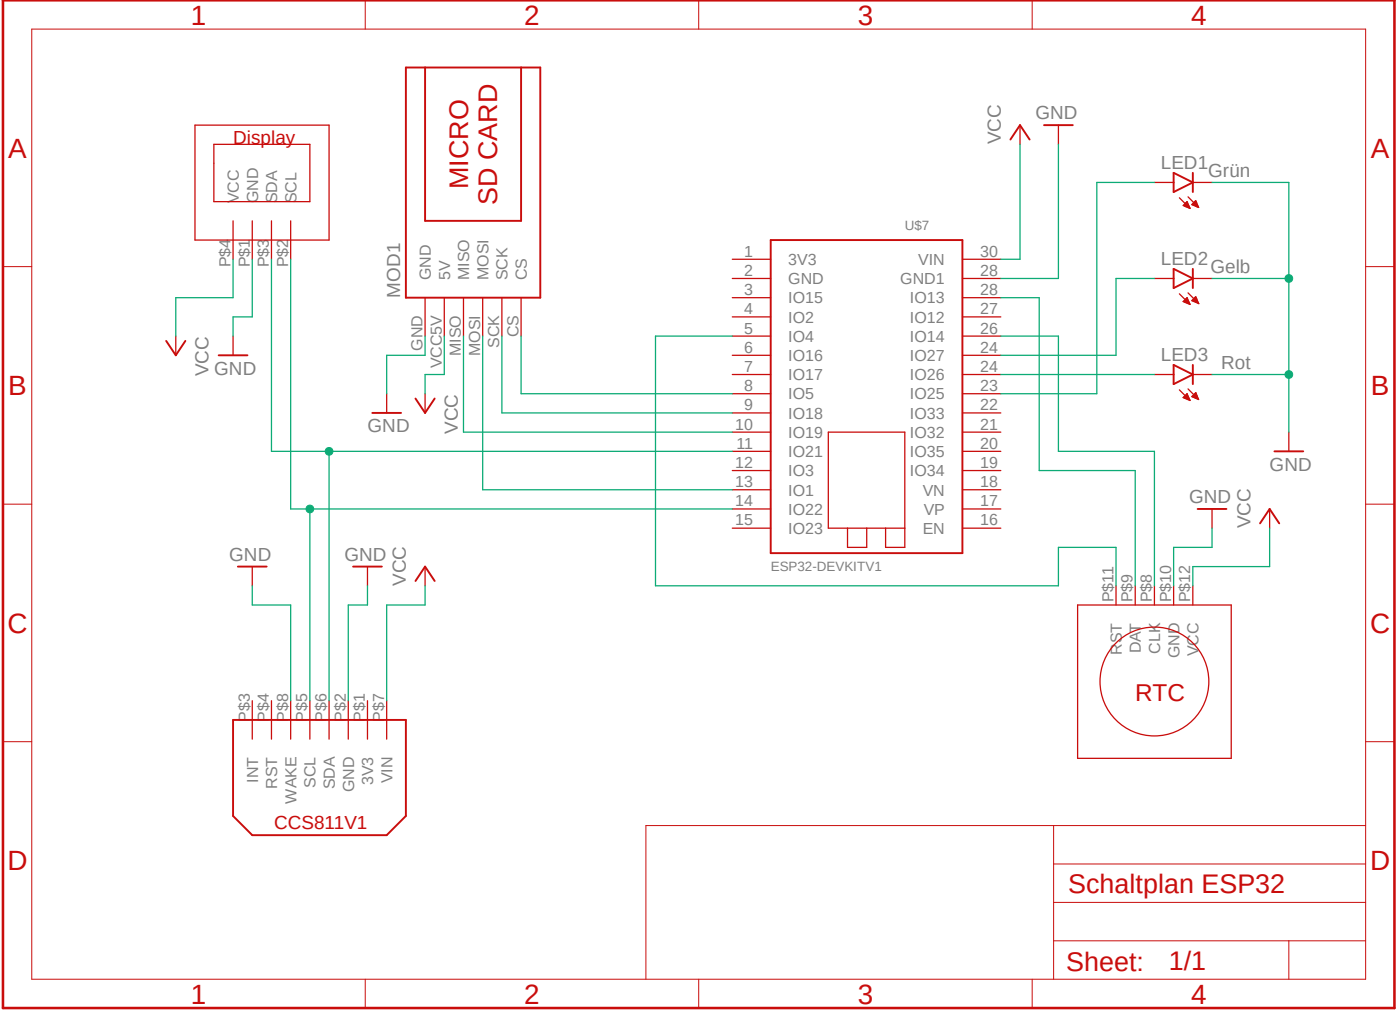 1 2 3 4
A
B
C
D
A
B
C
D
1 2 3 4
Display
VCC
GND
SDA
SCL
P$4
P$1
P$3
P$2
VCC
GND
MICRO
SD CARD
MOD1
GND
5V
MISO
MOSI
SCK
CS
GND
VCC5V
MISO
MOSI
SCK
CS
GND
VCC
U$7
1 3V3
2 GND
3 IO15
4 IO2
5 IO4
6 IO16
7 IO17
8 IO5
9 IO18
10 IO19
11 IO21
12 IO3
13 IO1
14 IO22
15 IO23
VIN 30
GND1 28
IO13 28
IO12 27
IO14 26
IO27 24
IO26 24
IO25 23
IO33 22
IO32 21
IO35 20
IO34 19
VN 18
VP 17
EN 16
ESP32-DEVKITV1
VCC
GND
LED1 Grün
LED2 Gelb
LED3 Rot
GND
GND
VCC
P$11
P$9
P$8
P$10
P$12
RST
DAT
CLK
GND
VCC
RTC
GND
GND
VCC
P$3
P$4
P$8
P$5
P$6
P$2
P$1
P$7
INT
RST
WAKE
SCL
SDA
GND
3V3
VIN
CCS811V1
Schaltplan ESP32
Sheet: 1/1